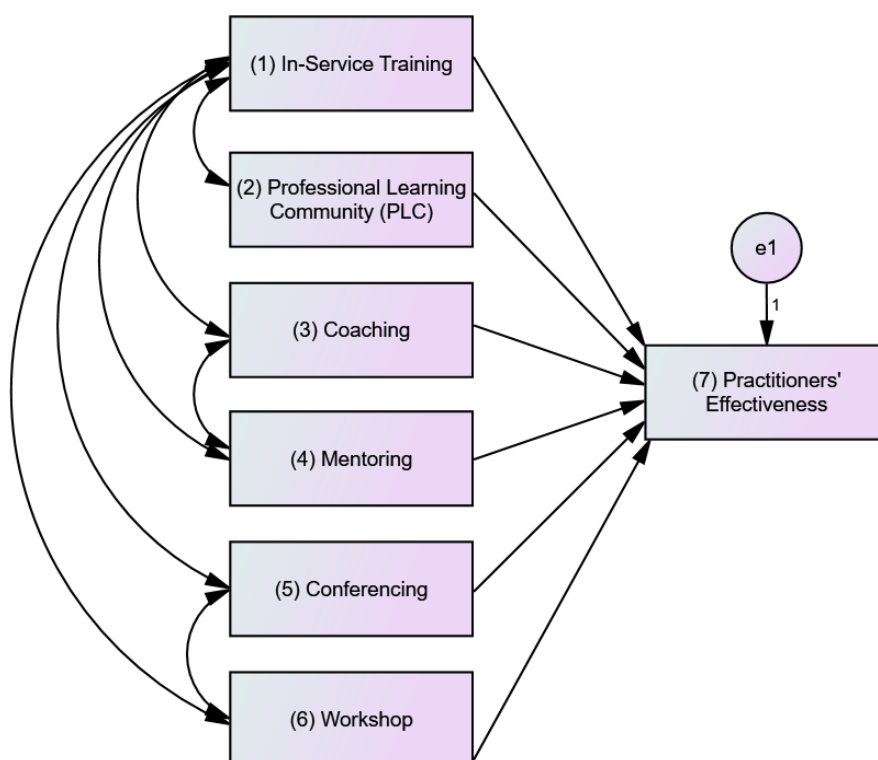 (1) In-Service Training
(2) Professional Learning
Community (PLC)
(3) Coaching
(4) Mentoring
(5) Conferencing
(6) Workshop
e1
1
(7) Practitioners'
Effectiveness